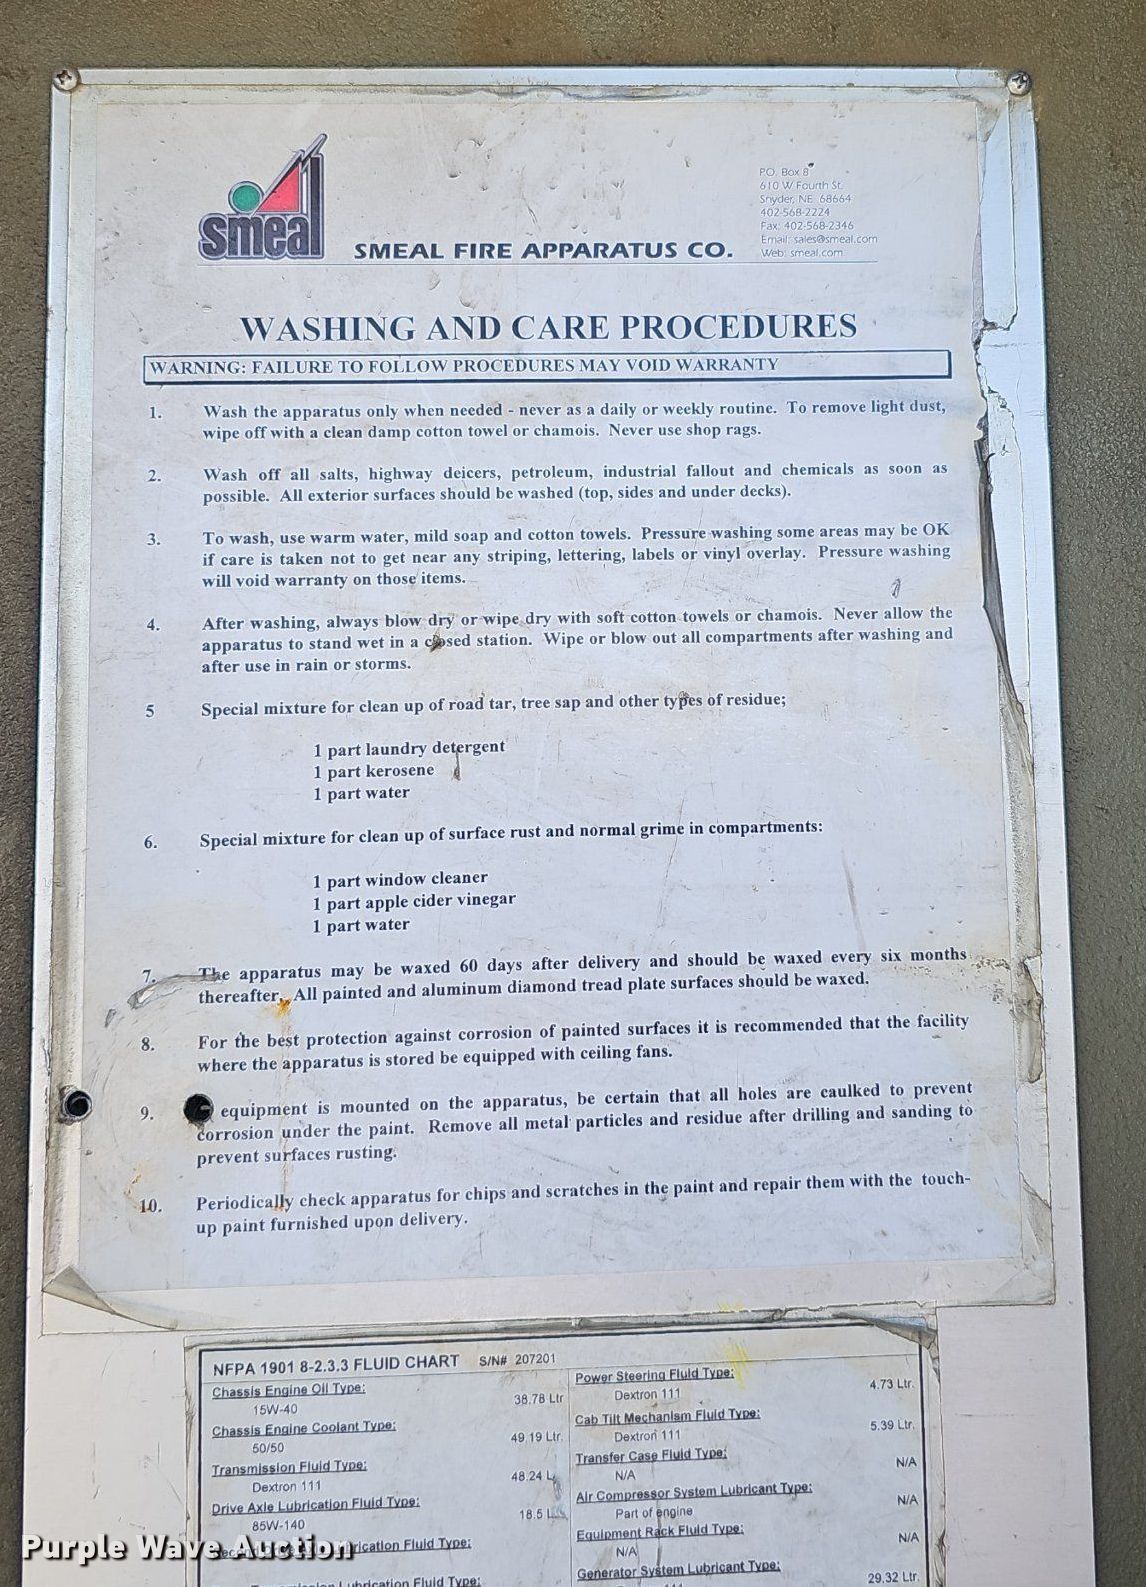 smeal
SMEAL FIRE APPARATUS CO.
P.O. Box 8
610 W Fourth St.
Snyder, NE 68664
402-568-2224
Fax: 402-568-2346
Email: sales@smeal.com
Web: smeal.com
WASHING AND CARE PROCEDURES
WARNING: FAILURE TO FOLLOW PROCEDURES MAY VOID WARRANTY
1. Wash the apparatus only when needed - never as a daily or weekly routine. To remove light dust,
wipe off with a clean damp cotton towel or chamois. Never use shop rags.
2. Wash off all salts, highway deicers, petroleum, industrial fallout and chemicals as soon as
possible. All exterior surfaces should be washed (top, sides and under decks).
3. To wash, use warm water, mild soap and cotton towels. Pressure washing some areas may be OK
if care is taken not to get near any striping, lettering, labels or vinyl overlay. Pressure washing
will void warranty on those items.
4. After washing, always blow dry or wipe dry with soft cotton towels or chamois. Never allow the
apparatus to stand wet in a closed station. Wipe or blow out all compartments after washing and
after use in rain or storms.
5 Special mixture for clean up of road tar, tree sap and other types of residue;
1 part laundry detergent
1 part kerosene
1 part water
6. Special mixture for clean up of surface rust and normal grime in compartments:
1 part window cleaner
1 part apple cider vinegar
1 part water
7. The apparatus may be waxed 60 days after delivery and should be waxed every six months
thereafter. All painted and aluminum diamond tread plate surfaces should be waxed.
8. For the best protection against corrosion of painted surfaces it is recommended that the facility
where the apparatus is stored be equipped with ceiling fans.
9. equipment is mounted on the apparatus, be certain that all holes are caulked to prevent
corrosion under the paint. Remove all metal particles and residue after drilling and sanding to
prevent surfaces rusting.
10. Periodically check apparatus for chips and scratches in the paint and repair them with the touch-
up paint furnished upon delivery.
NFPA 1901 8-2.3.3 FLUID CHART S/N# 207201
Chassis Engine Oil Type:
15W-40 38.78 Ltr
Chassis Engine Coolant Type:
50/50 49.19 Ltr.
Transmission Fluid Type:
Dextron 111 48.24 L
Drive Axle Lubrication Fluid Type:
85W-140 18.5 L
Lubrication Fluid Type:
Lubrication Fluid Type:
Power Steering Fluid Type:
Dextron 111 4.73 Ltr.
Cab Tilt Mechanism Fluid Type:
Dextron 111 5.39 Ltr.
Transfer Case Fluid Type:
N/A N/A
Air Compressor System Lubricant Type:
Part of engine N/A
Equipment Rack Fluid Type:
N/A N/A
Generator System Lubricant Type:
29.32 Ltr.
Purple Wave Auction